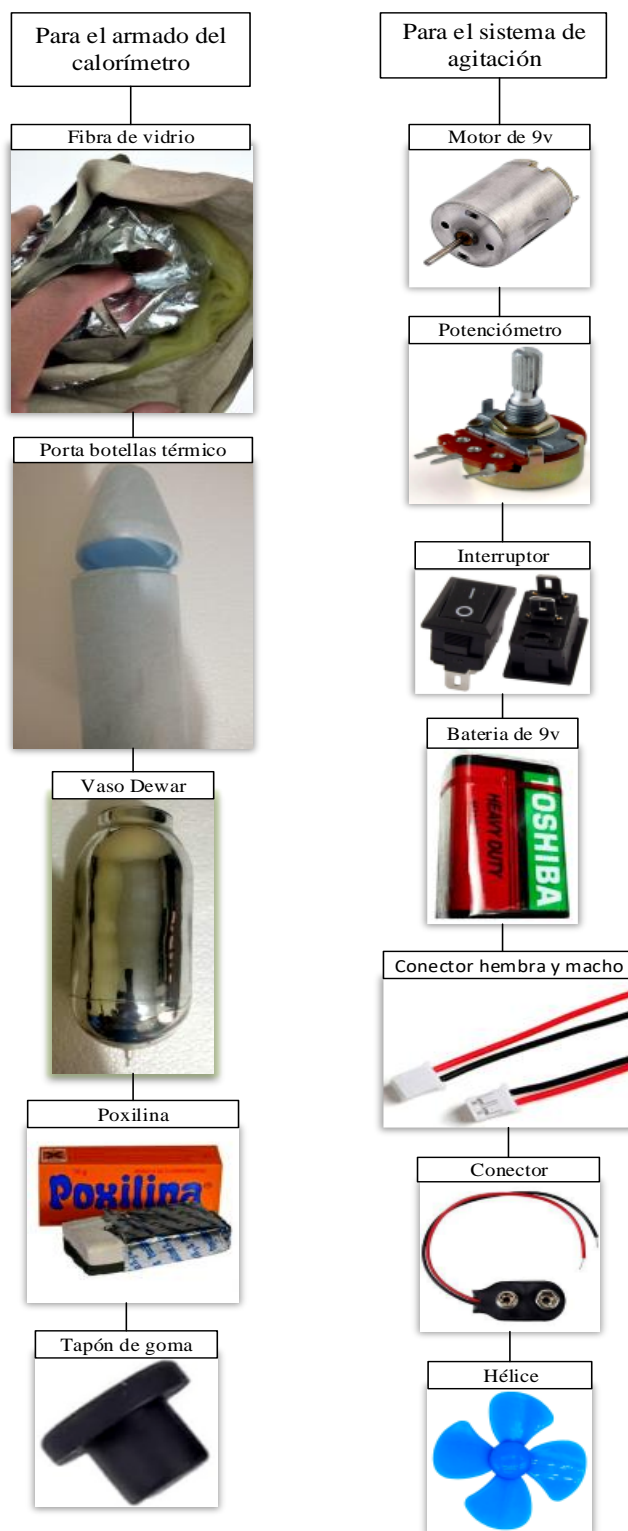 Para el armado del
calorímetro
Fibra de vidrio
Porta botellas térmico
Vaso Dewar
Poxilina
Poxilina
Tapón de goma
Para el sistema de
agitación
Motor de 9v
Potenciómetro
Interruptor
Bateria de 9v
HEAVY DUTY
TOSHIBA
Conector hembra y macho
Conector
Hélice